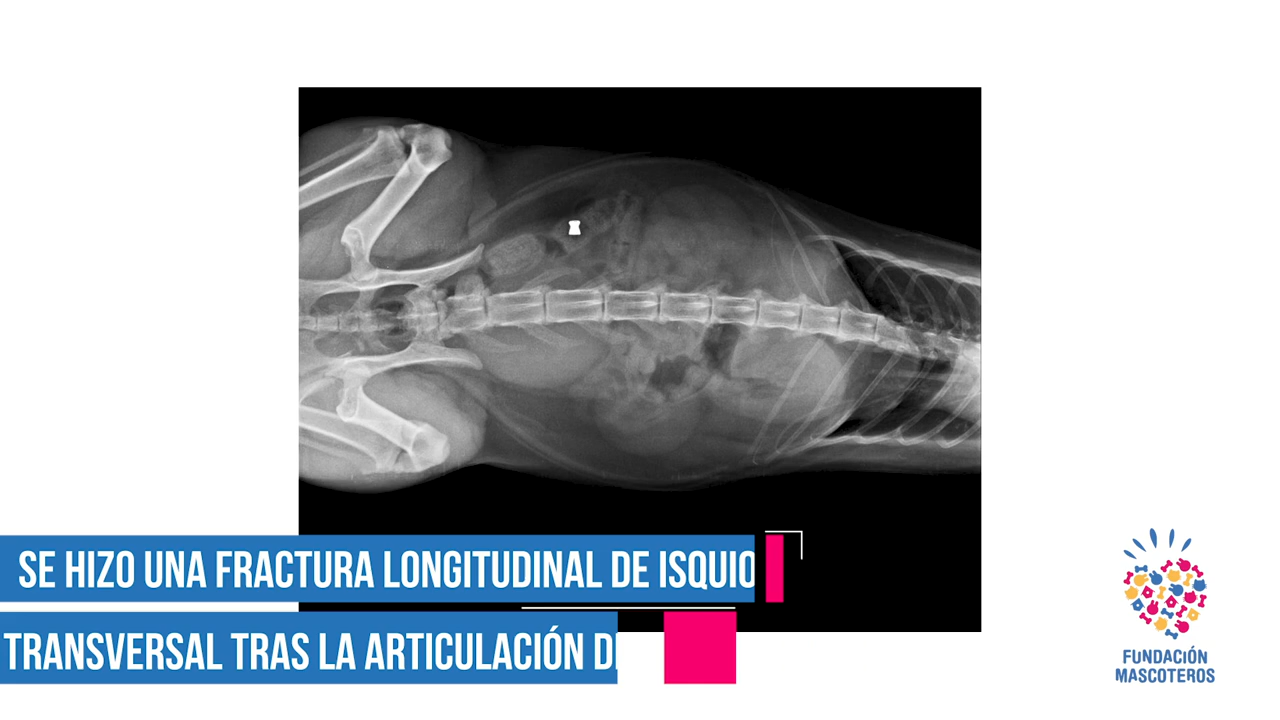 SE HIZO UNA FRACTURA LONGITUDINAL DE ISQUIO
TRANSVERSAL TRAS LA ARTICULACIÓN
FUNDACIÓN
MASCOTEROS